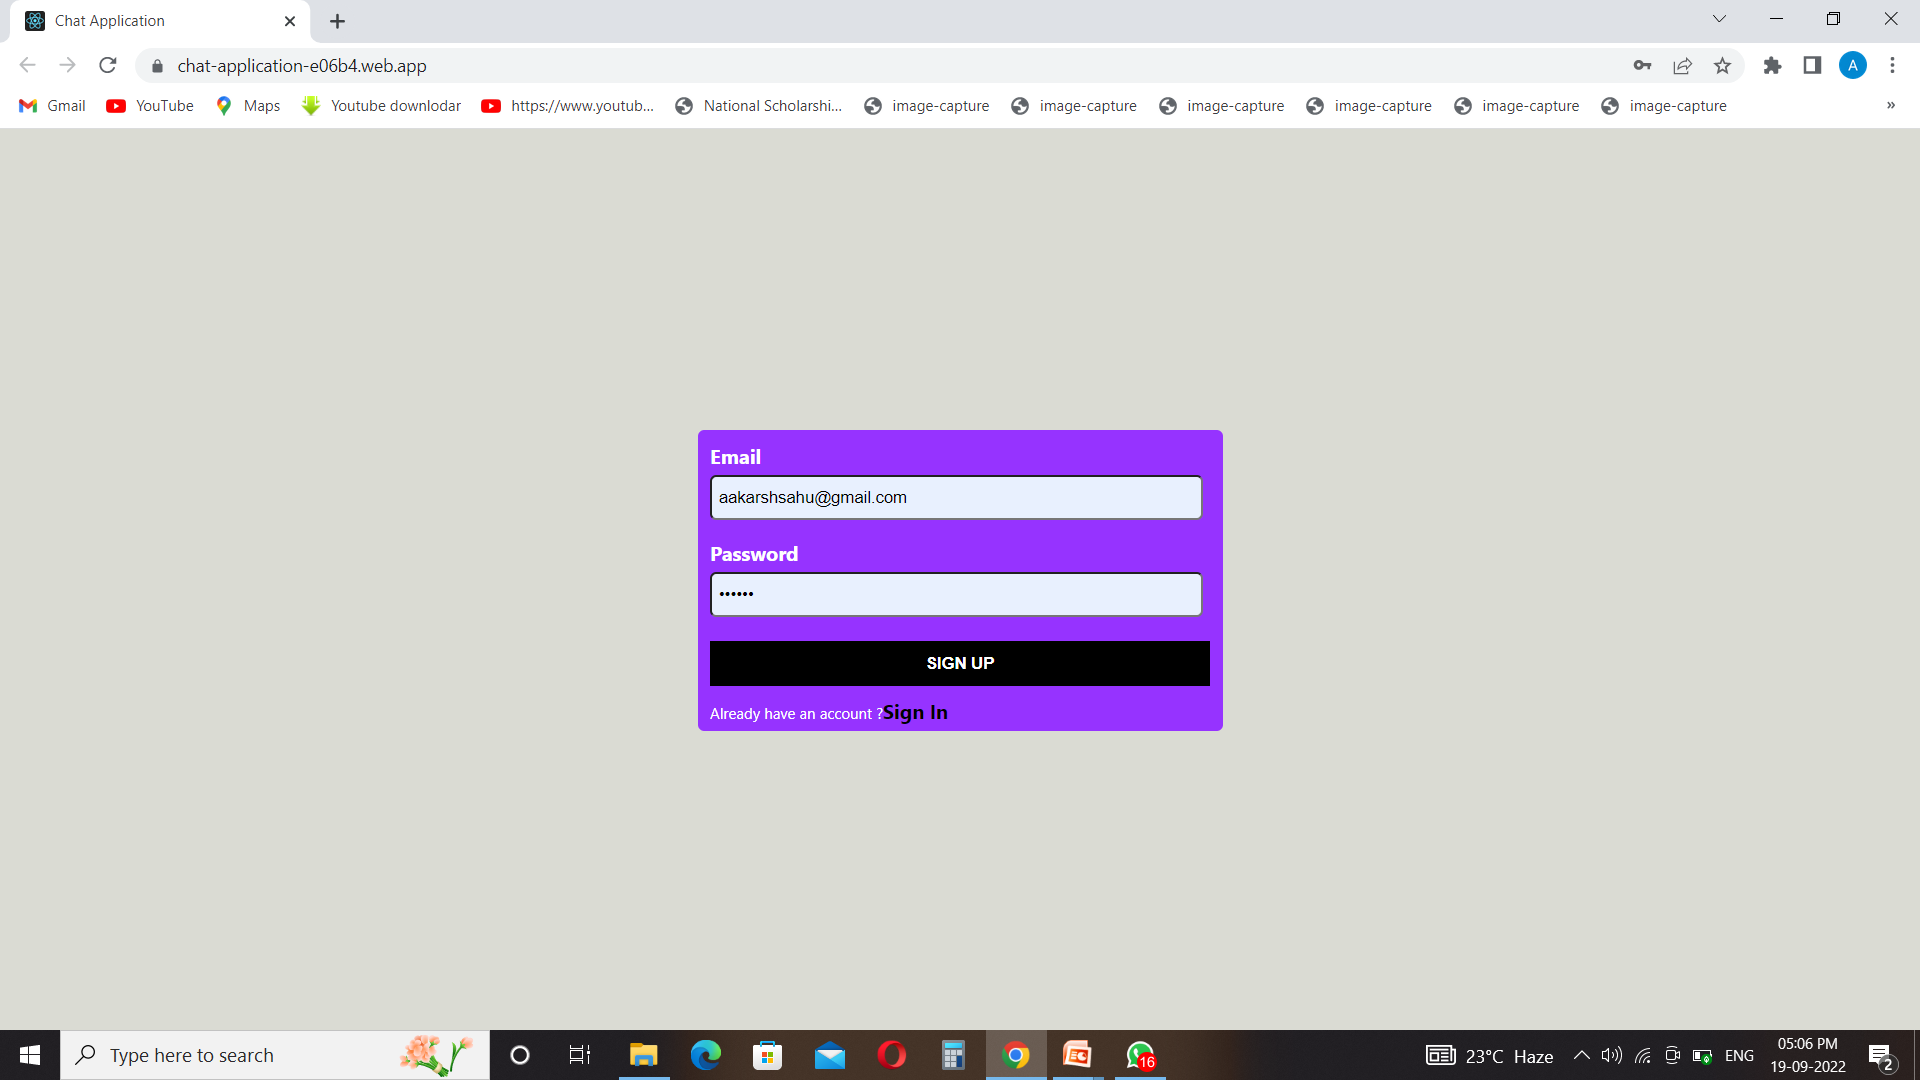 Chat Application
chat-application-e06b4.web.app
A
Gmail YouTube Maps Youtube downlodar https://www.youtub... National Scholarshi... image-capture image-capture image-capture image-capture image-capture image-capture »
Email
aakarshsahu@gmail.com
Password
••••••
SIGN UP
Already have an account ?Sign In
Type here to search
16
23°C Haze
ENG
05:06 PM
19-09-2022
2